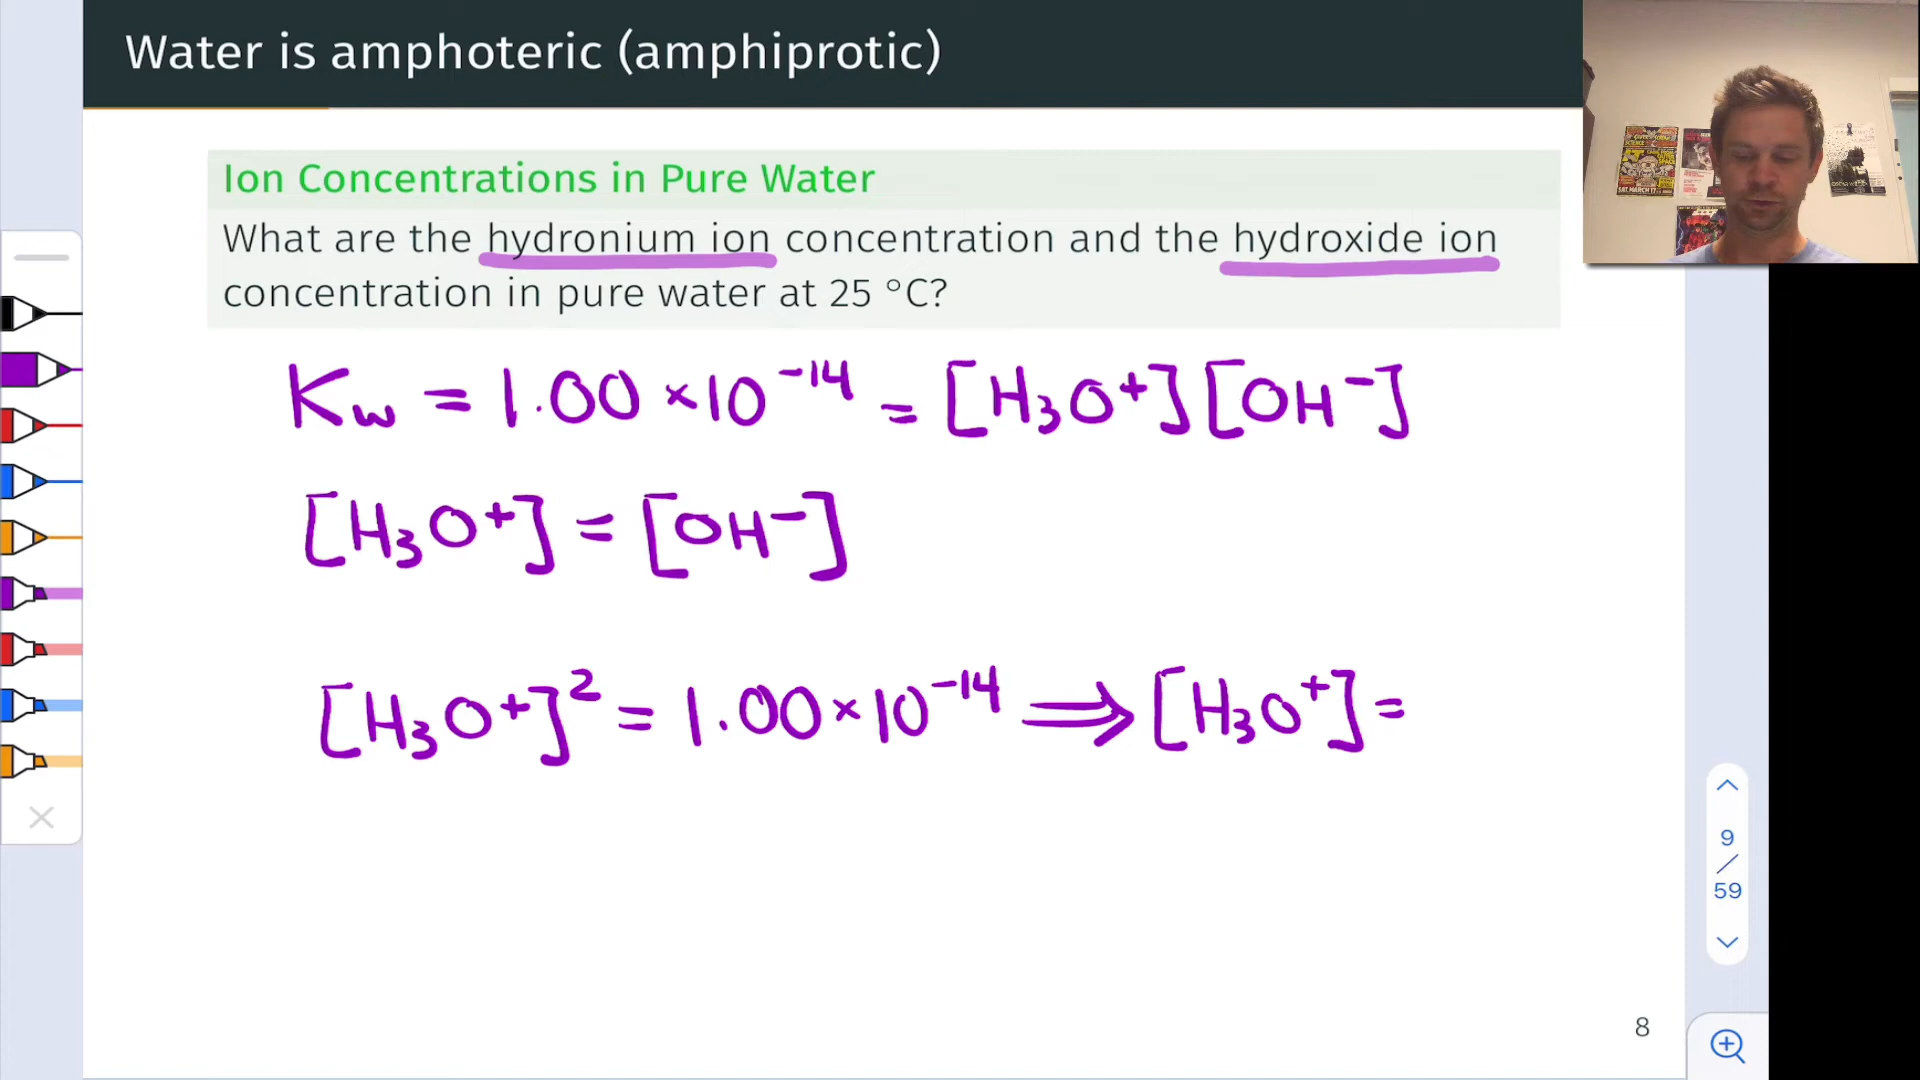 Water is amphoteric (amphiprotic)
Ion Concentrations in Pure Water
What are the hydronium ion concentration and the hydroxide ion
concentration in pure water at 25 °C?
Kw = 1.00 ×10⁻¹⁴ = [H₃O⁺][OH⁻]
[H₃O⁺] = [OH⁻]
[H₃O⁺]² = 1.00×10⁻¹⁴ ⟹ [H₃O⁺] =
9
/
59
8